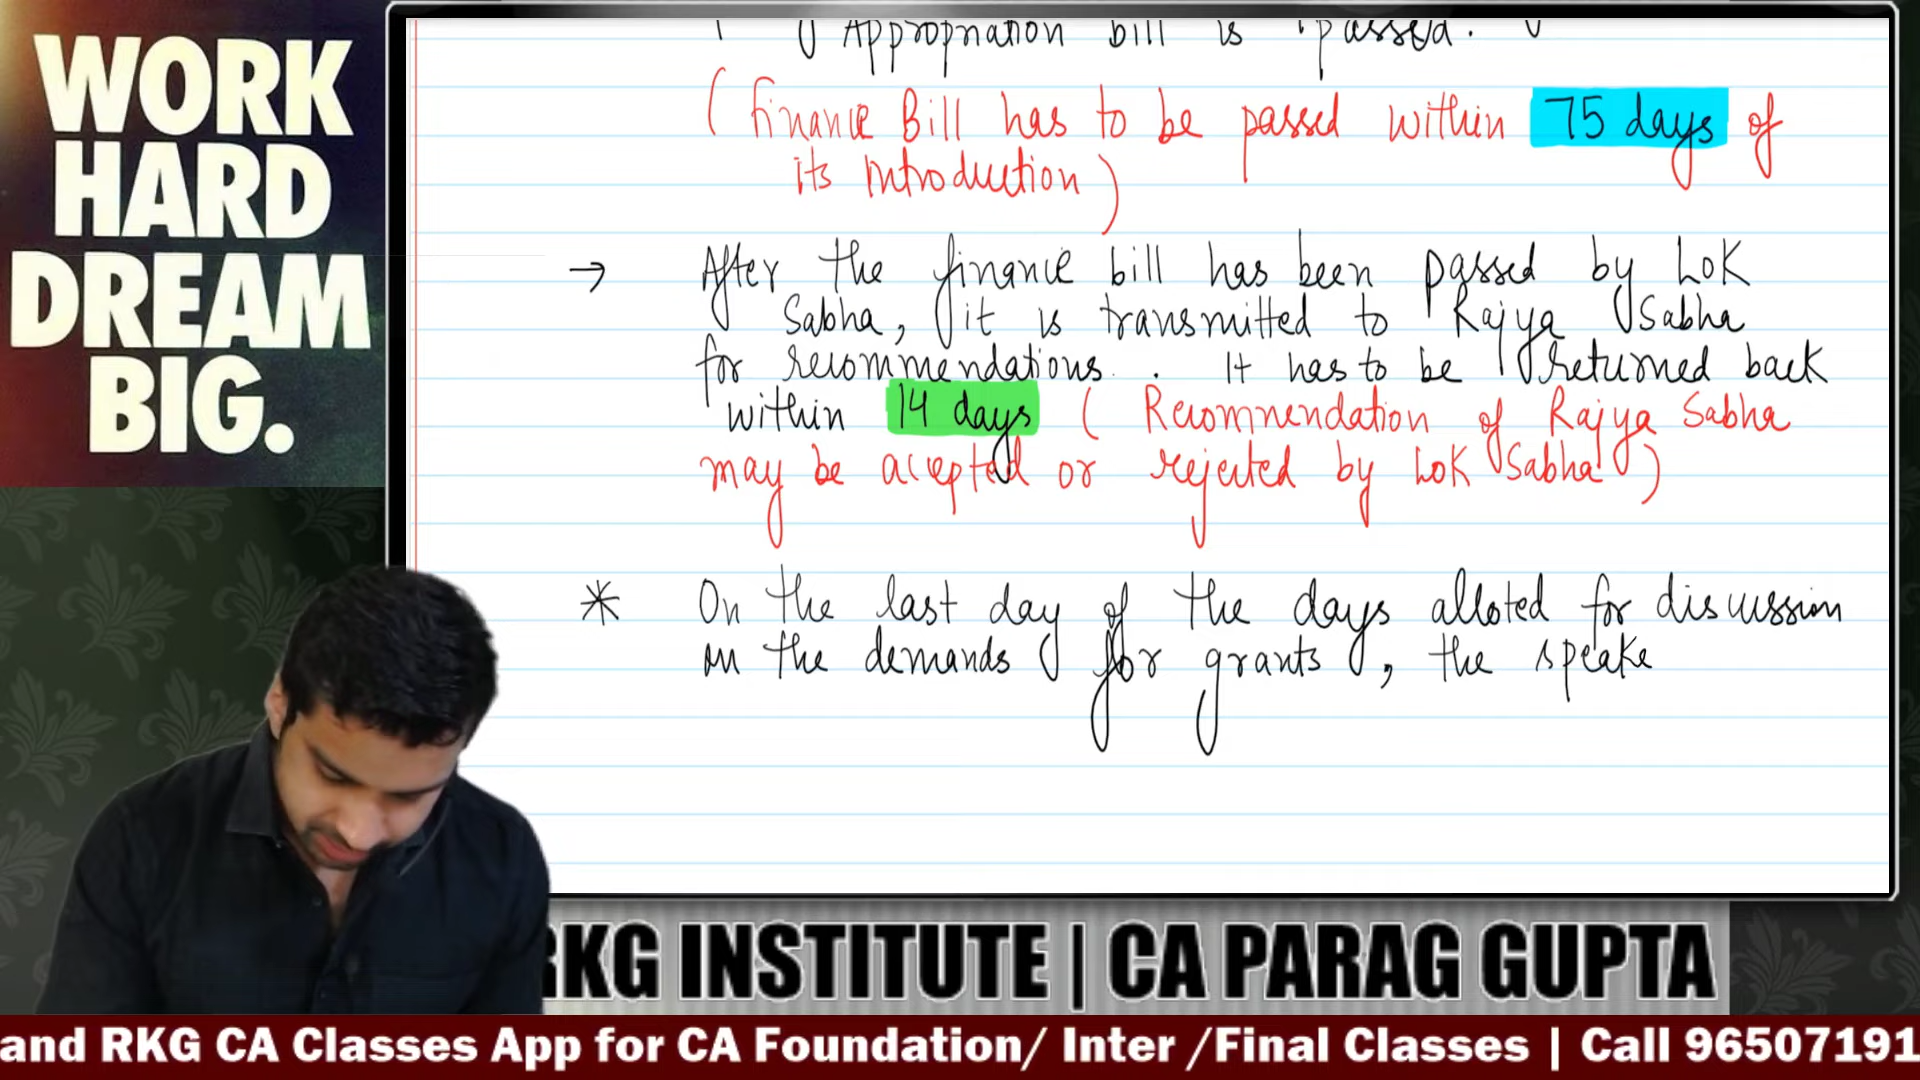 WORK
HARD
DREAM
BIG.
Appropriation bill is passed.
( Finance Bill has to be passed within 75 days of
its introduction )
→ After the finance bill has been passed by Lok
Sabha, it is transmitted to Rajya Sabha
for recommendations. It has to be returned back
within 14 days ( Recommendation of Rajya Sabha
may be accepted or rejected by Lok Sabha )
* On the last day of the days alloted for discussion
on the demands for grants, the speake
RKG INSTITUTE | CA PARAG GUPTA
and RKG CA Classes App for CA Foundation/ Inter /Final Classes | Call 96507191